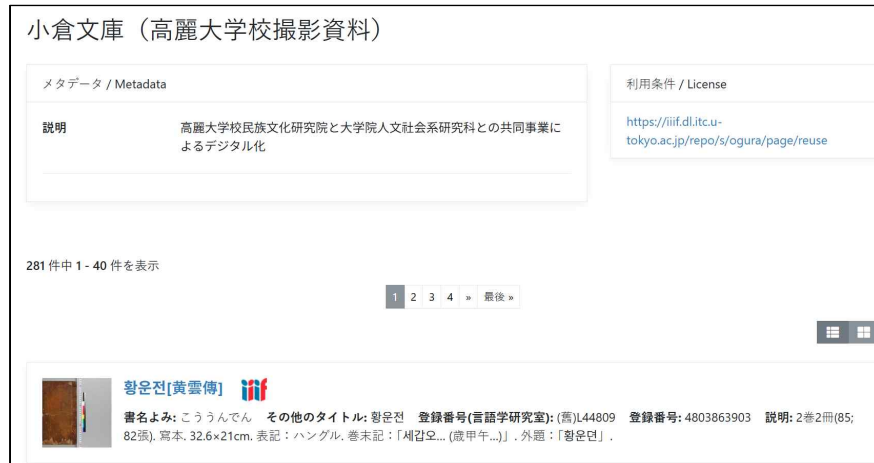 小倉文庫（高麗大学校撮影資料）
メタデータ / Metadata
説明 高麗大学校民族文化研究院と大学院人文社会系研究科との共同事業に
よるデジタル化
利用条件 / License
https://iiif.dl.itc.u-
tokyo.ac.jp/repo/s/ogura/page/reuse
281 件中 1 - 40 件を表示
1 2 3 4 » 最後 »
황운전[黄雲傳] iiif
書名よみ: こううんでん その他のタイトル: 황운전 登録番号(言語学研究室): (舊)L44809 登録番号: 4803863903 説明: 2巻2冊(85;
82張). 寫本. 32.6×21cm. 表記：ハングル. 巻末記：「세갑오... (歳甲午...)」. 外題：「황운뎐」.